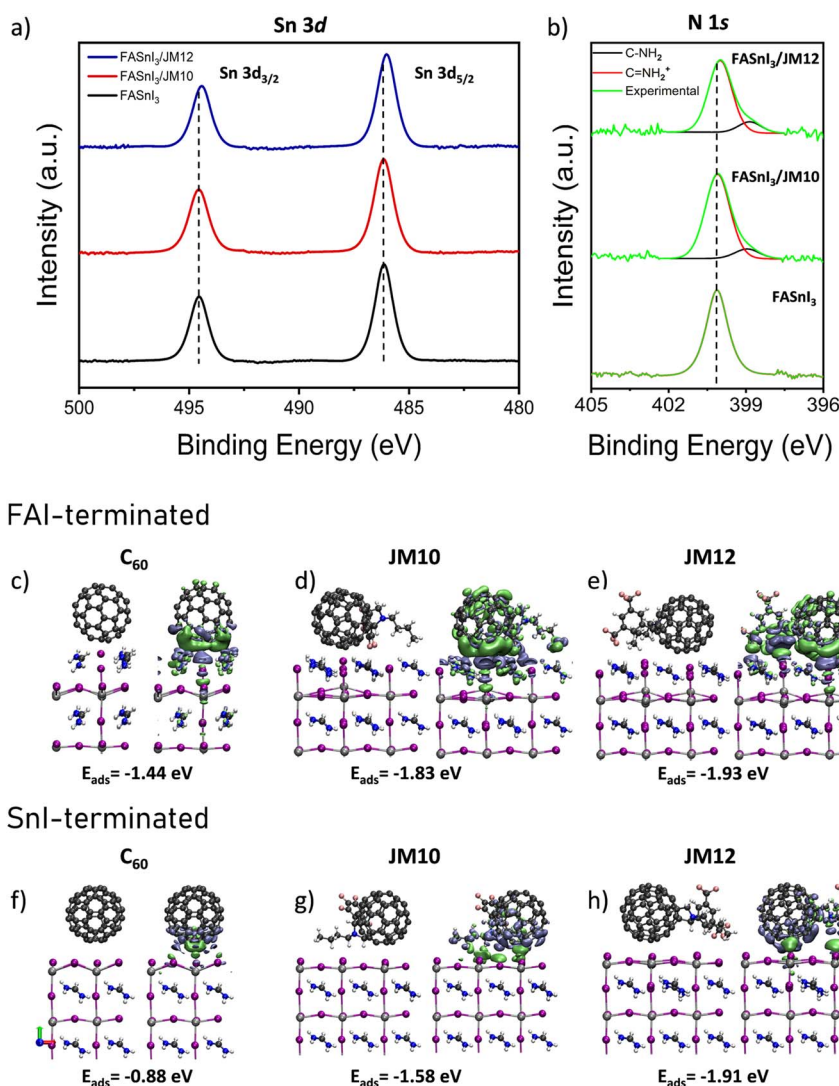 a)
Sn 3d
FASnI₃/JM12
FASnI₃/JM10
FASnI₃
Sn 3d₃/₂
Sn 3d₅/₂
Intensity (a.u.)
500 495 490 485 480
Binding Energy (eV)
b)
N 1s
C-NH₂
C=NH₂⁺
Experimental
FASnI₃/JM12
FASnI₃/JM10
FASnI₃
Intensity (a.u.)
405 402 399 396
Binding Energy (eV)
FAI-terminated
C₆₀
JM10
JM12
c)
d)
e)
Eads= -1.44 eV
Eads= -1.83 eV
Eads= -1.93 eV
SnI-terminated
C₆₀
JM10
JM12
f)
g)
h)
Eads= -0.88 eV
Eads= -1.58 eV
Eads= -1.91 eV